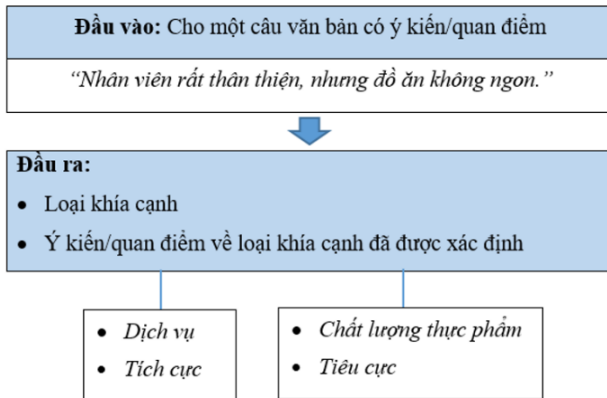 Đầu vào: Cho một câu văn bản có ý kiến/quan điểm
“Nhân viên rất thân thiện, nhưng đồ ăn không ngon.”
Đầu ra:
• Loại khía cạnh
• Ý kiến/quan điểm về loại khía cạnh đã được xác định
• Dịch vụ
• Tích cực
• Chất lượng thực phẩm
• Tiêu cực